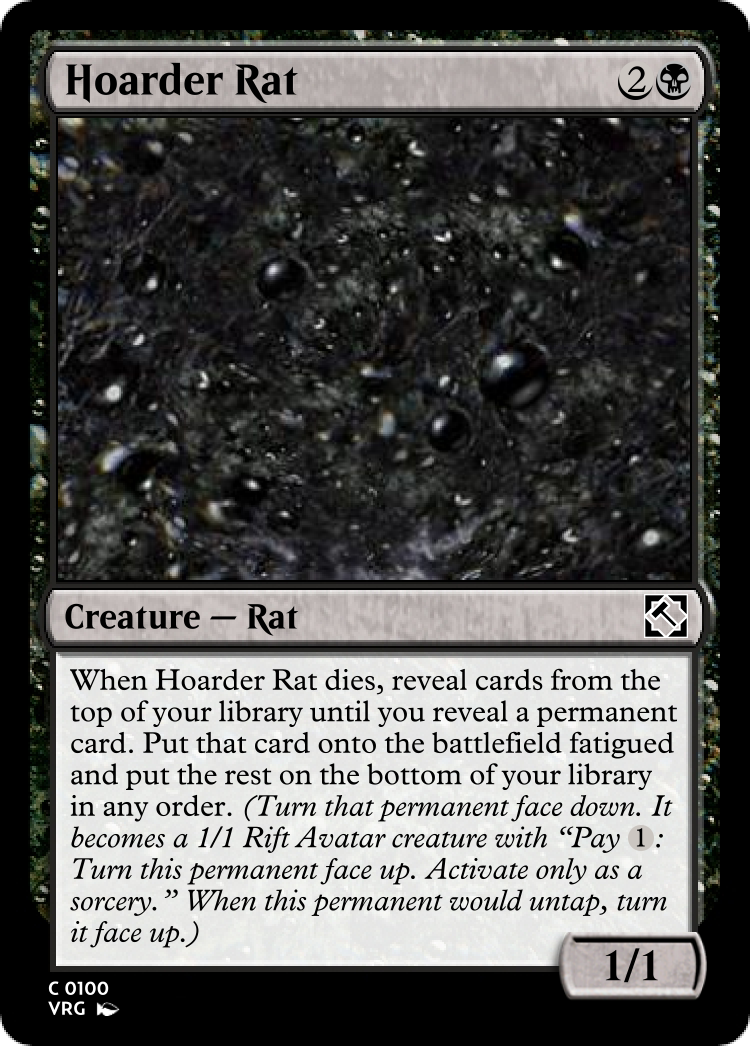 Hoarder Rat 2
Creature — Rat
When Hoarder Rat dies, reveal cards from the
top of your library until you reveal a permanent
card. Put that card onto the battlefield fatigued
and put the rest on the bottom of your library
in any order. (Turn that permanent face down. It
becomes a 1/1 Rift Avatar creature with “Pay 1:
Turn this permanent face up. Activate only as a
sorcery.” When this permanent would untap, turn
it face up.)
1/1
C 0100
VRG